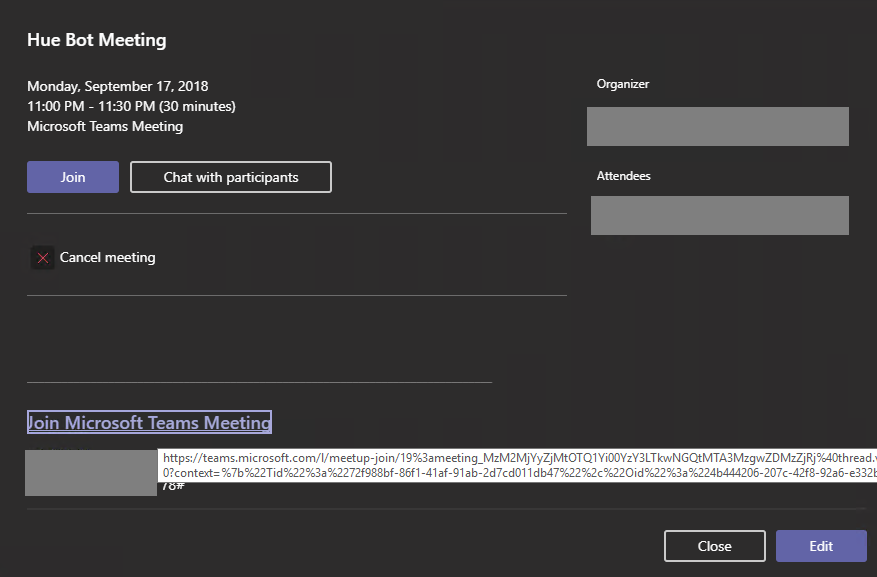 Hue Bot Meeting
Monday, September 17, 2018
11:00 PM - 11:30 PM (30 minutes)
Microsoft Teams Meeting
Organizer
Attendees
Join
Chat with participants
Cancel meeting
Join Microsoft Teams Meeting
https://teams.microsoft.com/l/meetup-join/19%3ameeting_MzM2MjYyZjMtOTQ1Yi00YzY3LTkwNGQtMTA3MzgwZDMzZjRj%40thread.v
0?context=%7b%22Tid%22%3a%2272f988bf-86f1-41af-91ab-2d7cd011db47%22%2c%22Oid%22%3a%224b444206-207c-42f8-92a6-e332b
78#
Close
Edit